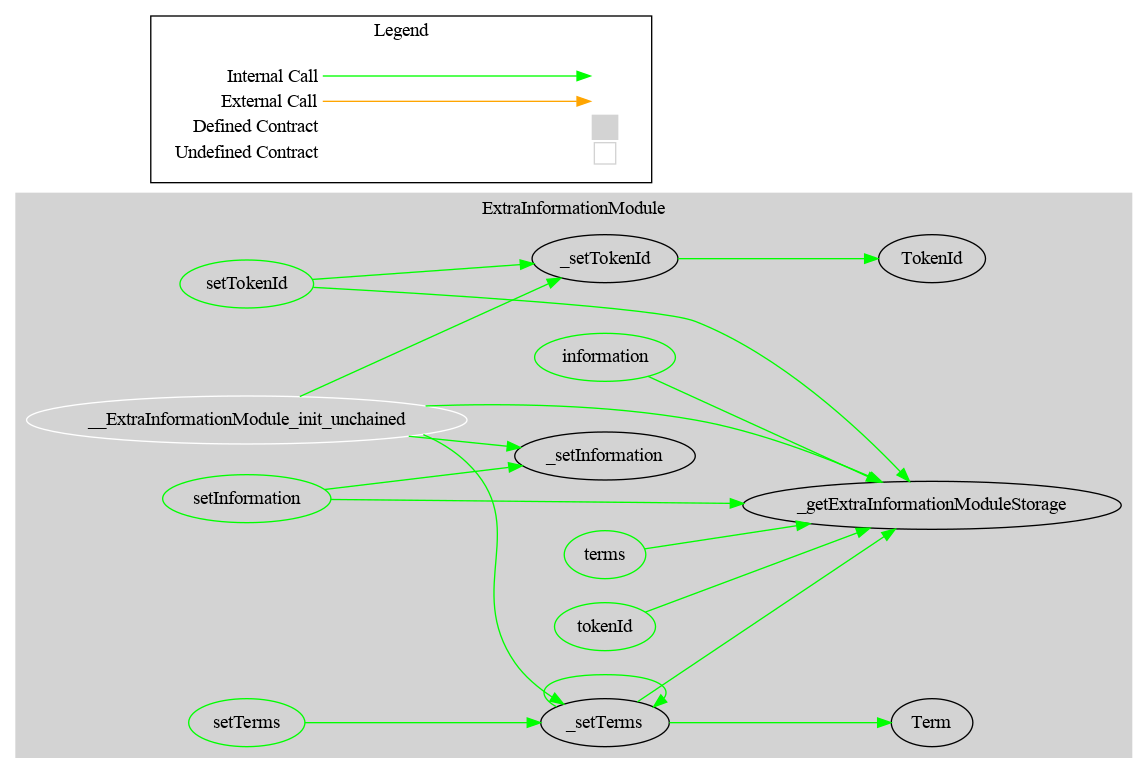 Legend
Internal Call
External Call
Defined Contract
Undefined Contract
ExtraInformationModule
_setTokenId
TokenId
setTokenId
information
__ExtraInformationModule_init_unchained
_setInformation
setInformation
_getExtraInformationModuleStorage
terms
tokenId
setTerms
_setTerms
Term